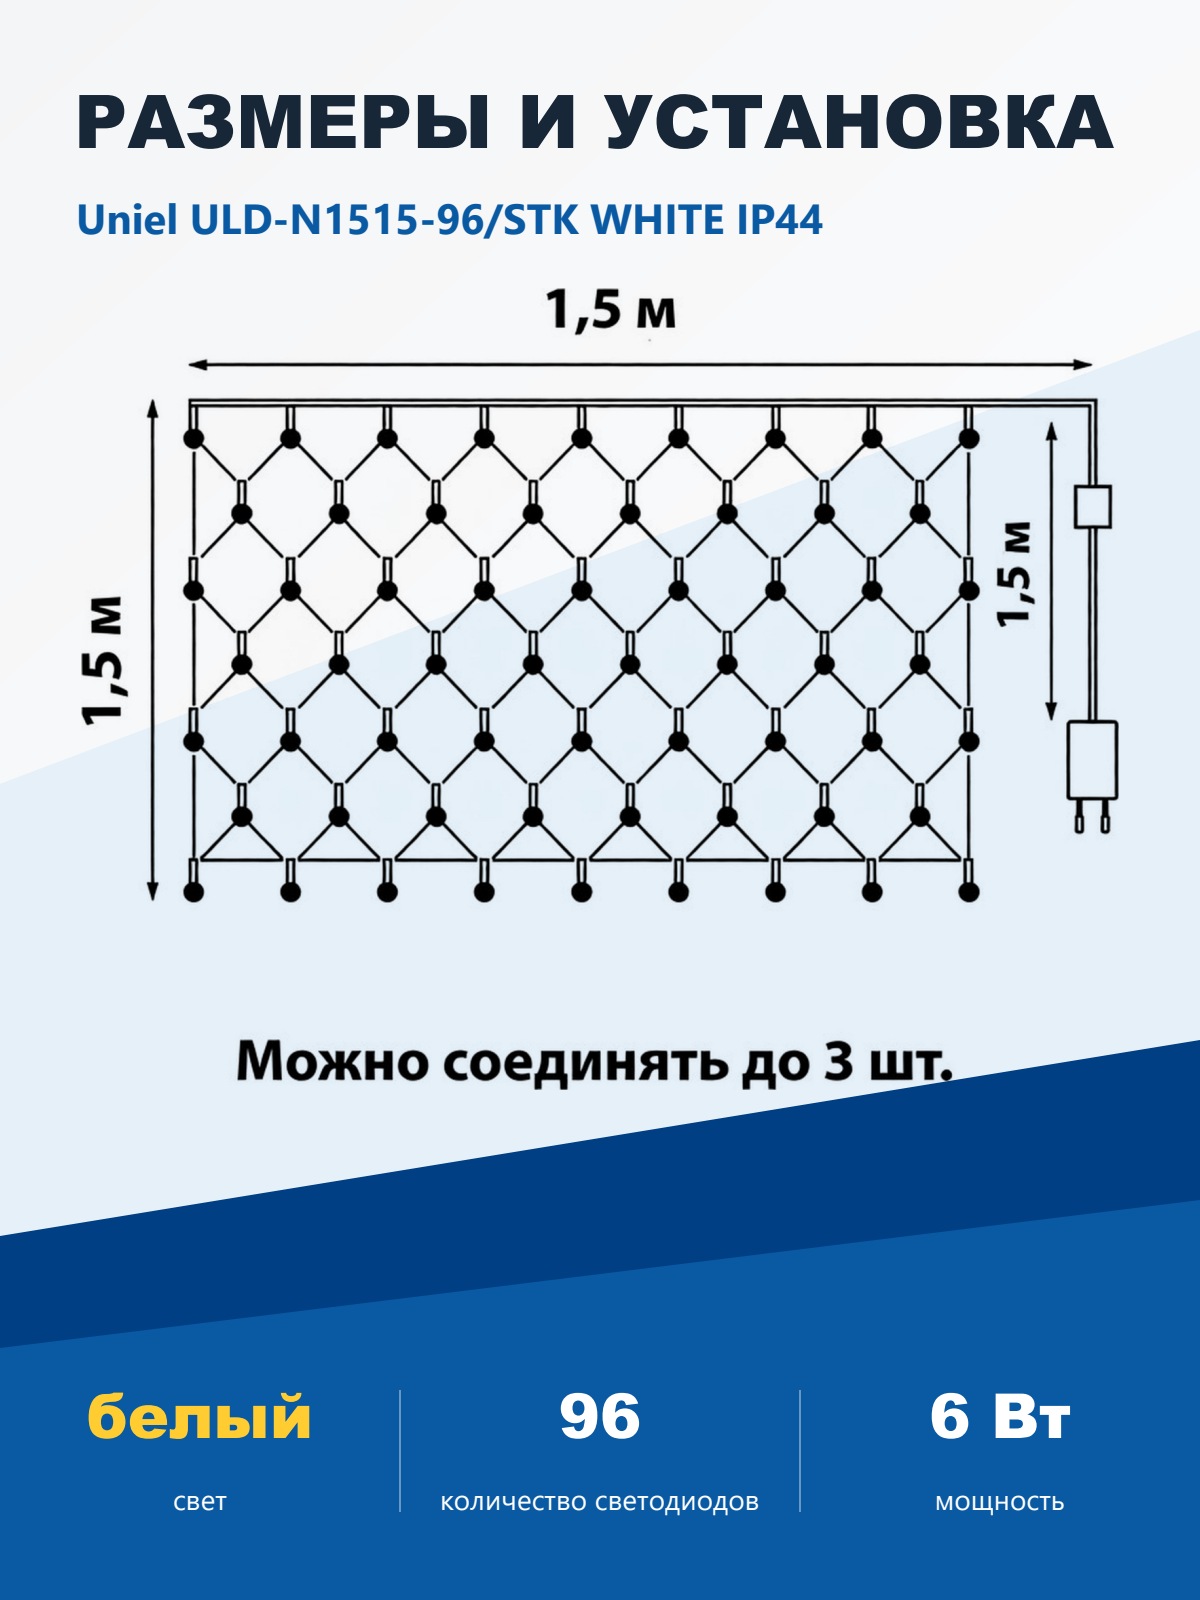 РАЗМЕРЫ И УСТАНОВКА
Uniel ULD-N1515-96/STK WHITE IP44
1,5 м
1,5 м
1,5 м
Можно соединять до 3 шт.
белый
свет
96
количество светодиодов
6 Вт
мощность